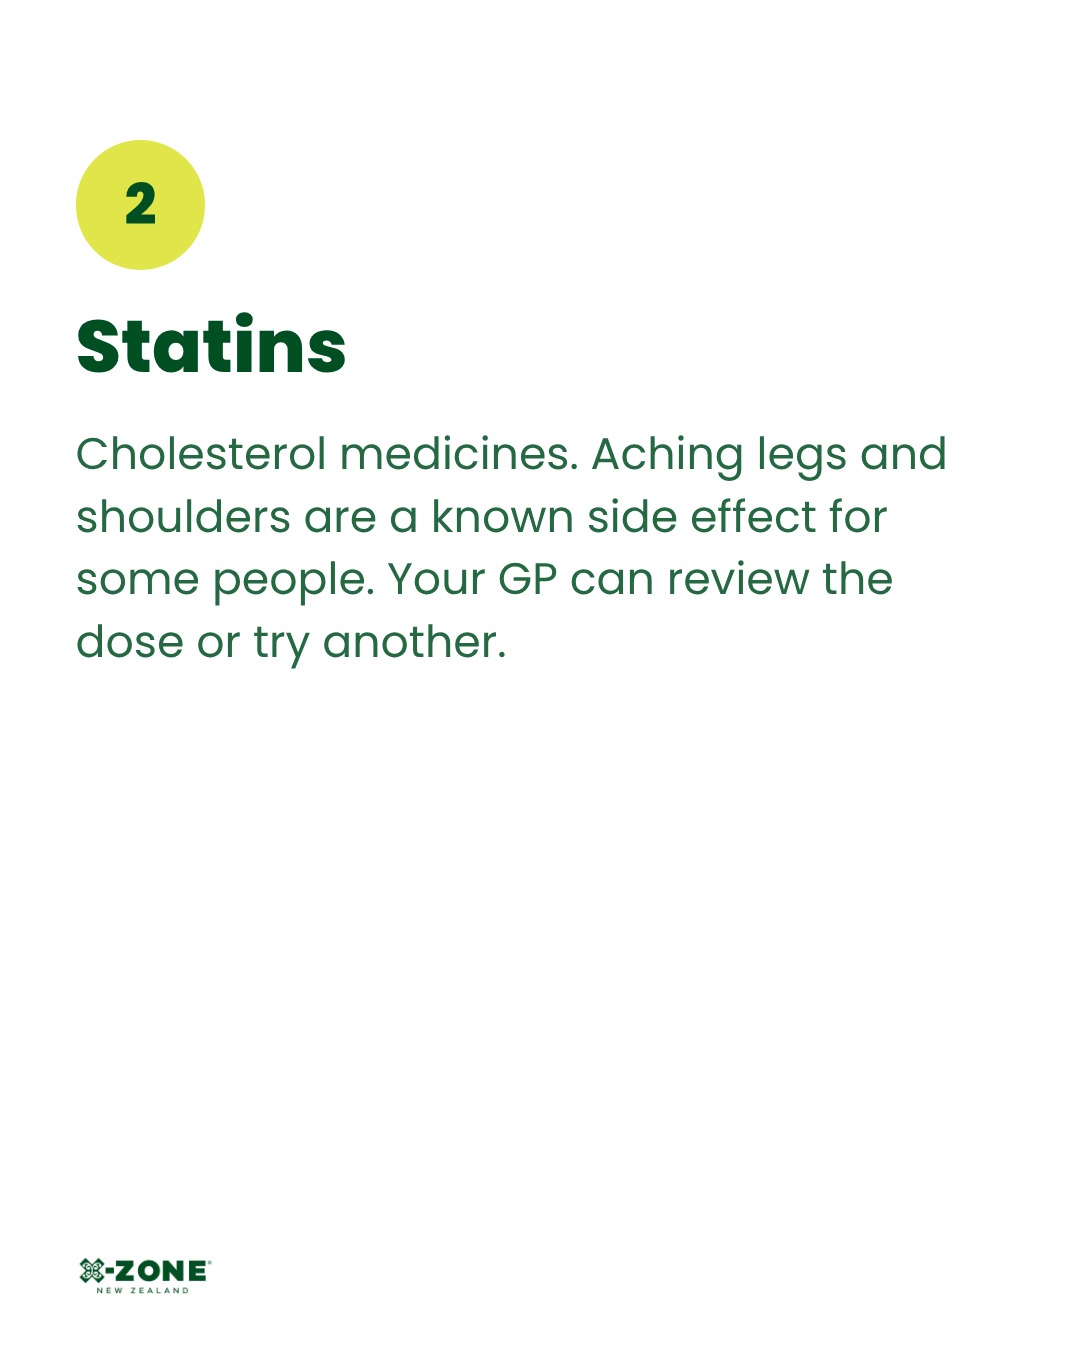 2
Statins
Cholesterol medicines. Aching legs and
shoulders are a known side effect for
some people. Your GP can review the
dose or try another.
X-ZONE
NEW ZEALAND